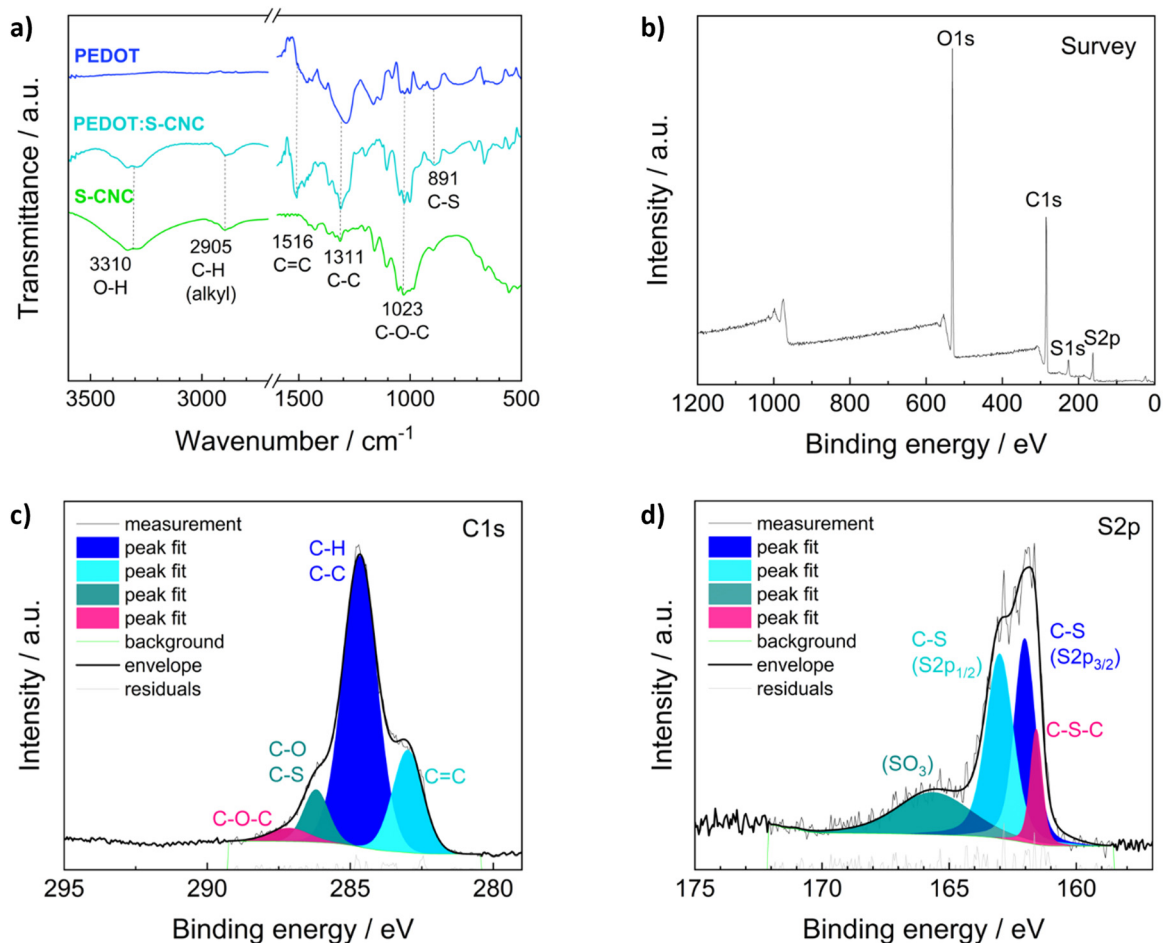 a)
PEDOT
PEDOT:S-CNC
S-CNC
3310
O-H
2905
C-H
(alkyl)
1516
C=C
1311
C-C
1023
C-O-C
891
C-S
3500 3000 1500 1000 500
Wavenumber / cm⁻¹
Transmittance / a.u.
b)
Survey
O1s
C1s
S1s
S2p
1200 1000 800 600 400 200 0
Binding energy / eV
Intensity / a.u.
c)
C1s
measurement
peak fit
peak fit
peak fit
peak fit
background
envelope
residuals
C-H
C-C
C-O
C-S
C-O-C
C=C
295 290 285 280
Binding energy / eV
Intensity / a.u.
d)
S2p
measurement
peak fit
peak fit
peak fit
peak fit
background
envelope
residuals
C-S
(S2p₁/₂)
C-S
(S2p₃/₂)
C-S-C
(SO₃)
175 170 165 160
Binding energy / eV
Intensity / a.u.